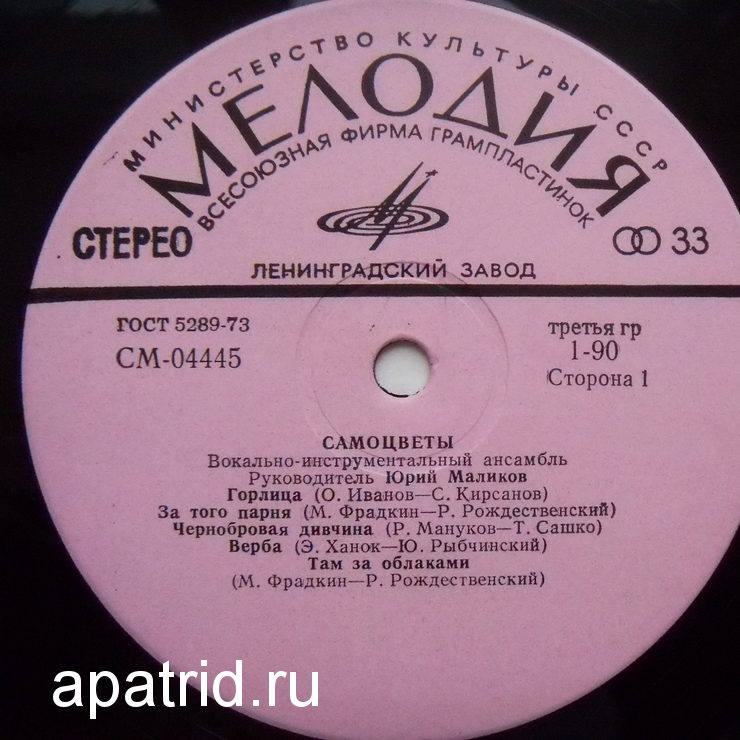 МИНИСТЕРСТВО КУЛЬТУРЫ СССР
МЕЛОДИЯ
ВСЕСОЮЗНАЯ ФИРМА ГРАМПЛАСТИНОК
СТЕРЕО
33
ЛЕНИНГРАДСКИЙ ЗАВОД
ГОСТ 5289-73
третья гр
СМ-04445
1-90
Сторона 1
САМОЦВЕТЫ
Вокально-инструментальный ансамбль
Руководитель Юрий Маликов
Горлица (О. Иванов—С. Кирсанов)
За того парня (М. Фрадкин—Р. Рождественский)
Чернобровая дивчина (Р. Мануков—Т. Сашко)
Верба (Э. Ханок—Ю. Рыбчинский)
Там за облаками
(М. Фрадкин—Р. Рождественский)
apatrid.ru